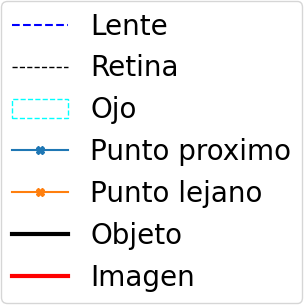 Lente
Retina
Ojo
Punto proximo
Punto lejano
Objeto
Imagen